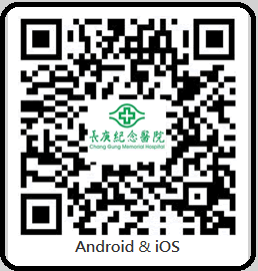 長庚紀念醫院
Chang Gung Memorial Hospital
Android & iOS